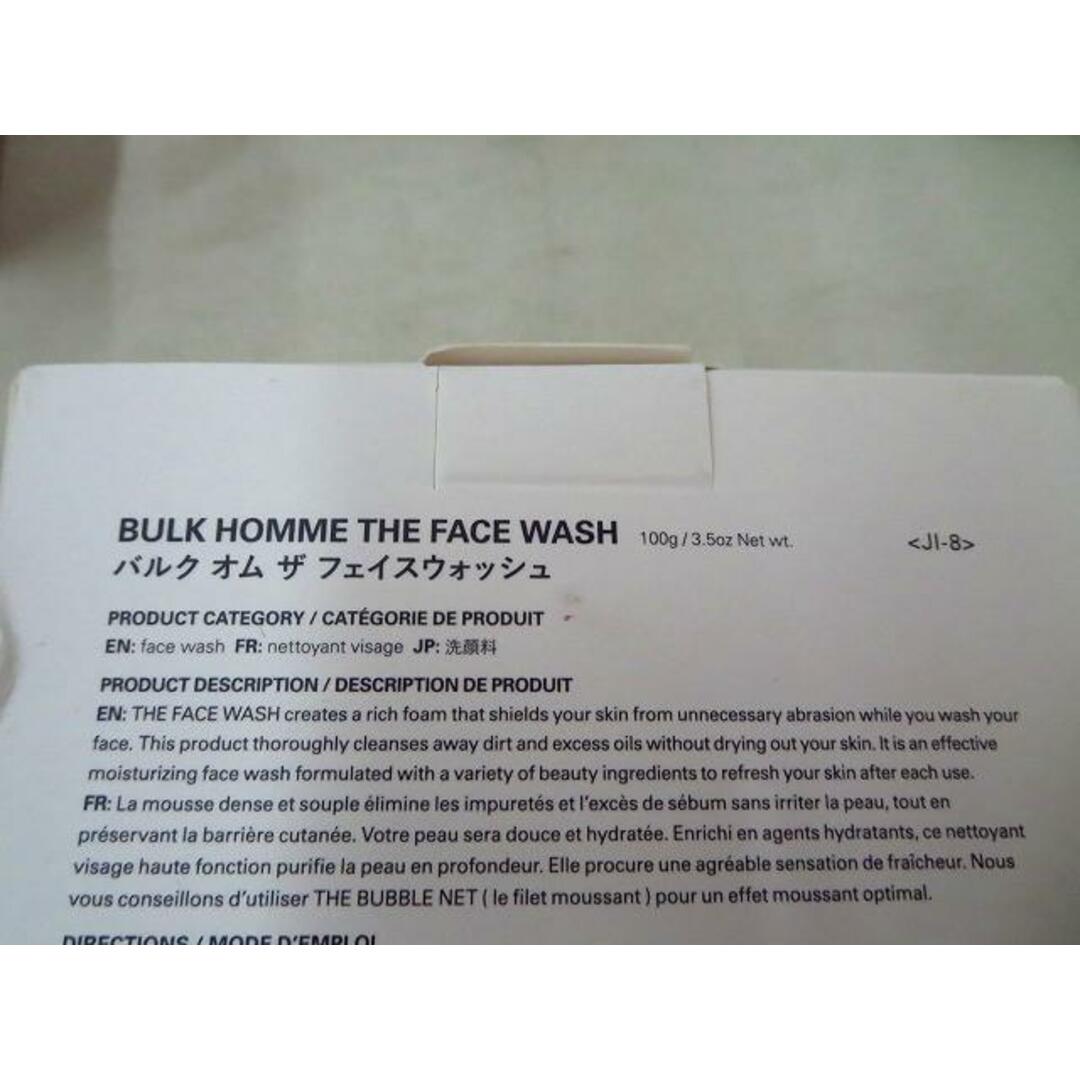 BULK HOMME THE FACE WASH 100g / 3.5oz Net wt. <JI-8>
バルク オム ザ フェイスウォッシュ
PRODUCT CATEGORY / CATÉGORIE DE PRODUIT
EN: face wash FR: nettoyant visage JP: 洗顔料
PRODUCT DESCRIPTION / DESCRIPTION DE PRODUIT
EN: THE FACE WASH creates a rich foam that shields your skin from unnecessary abrasion while you wash your
face. This product thoroughly cleanses away dirt and excess oils without drying out your skin. It is an effective
moisturizing face wash formulated with a variety of beauty ingredients to refresh your skin after each use.
FR: La mousse dense et souple élimine les impuretés et l'excès de sébum sans irriter la peau, tout en
préservant la barrière cutanée. Votre peau sera douce et hydratée. Enrichi en agents hydratants, ce nettoyant
visage haute fonction purifie la peau en profondeur. Elle procure une agréable sensation de fraîcheur. Nous
vous conseillons d'utiliser THE BUBBLE NET ( le filet moussant ) pour un effet moussant optimal.
DIRECTIONS / MODE D'EMPLOI